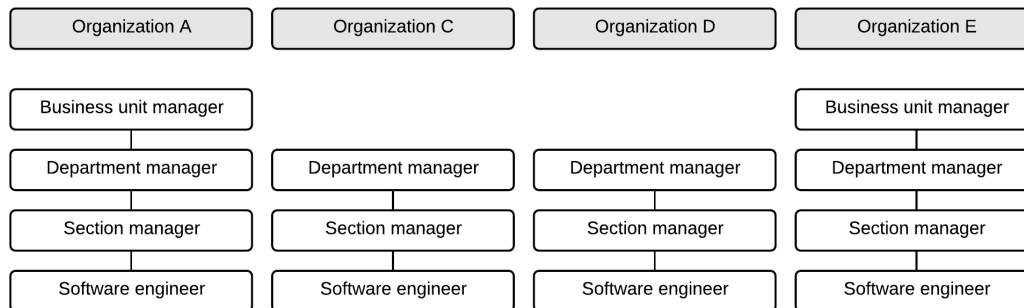 Organization A
Organization C
Organization D
Organization E
Business unit manager
Business unit manager
Department manager
Department manager
Department manager
Department manager
Section manager
Section manager
Section manager
Section manager
Software engineer
Software engineer
Software engineer
Software engineer